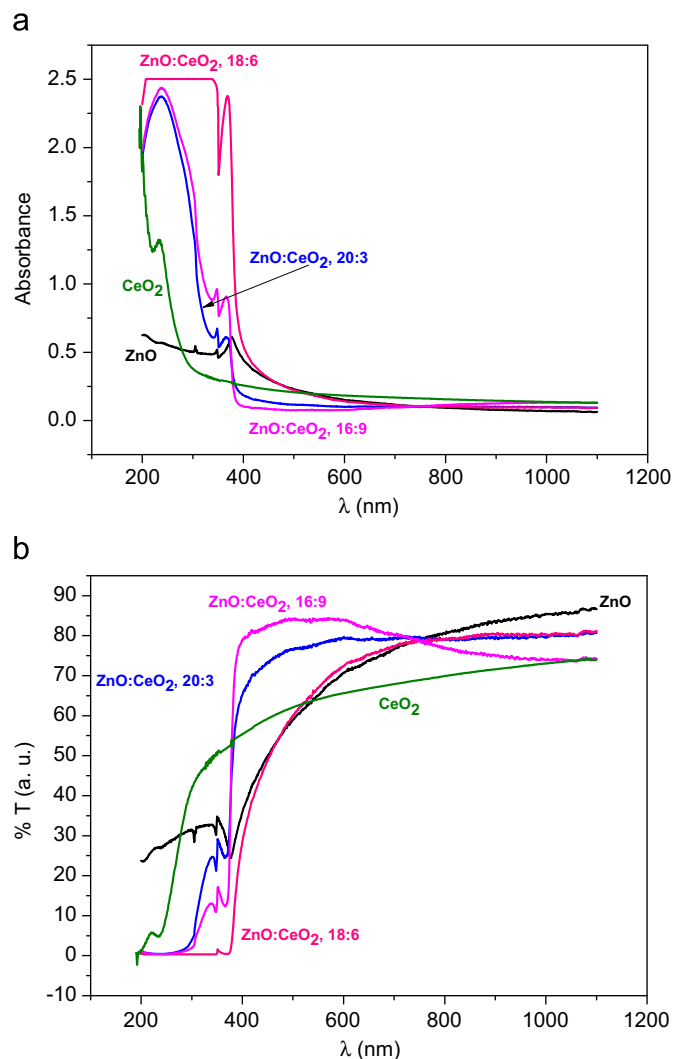 a
ZnO:CeO2, 18:6
2.5
2.0
1.5
1.0
0.5
0.0
Absorbance
ZnO:CeO2, 20:3
CeO2
ZnO
ZnO:CeO2, 16:9
200 400 600 800 1000 1200
λ (nm)
b
90
80
70
60
50
40
30
20
10
0
-10
% T (a. u.)
ZnO:CeO2, 16:9
ZnO
ZnO:CeO2, 20:3
CeO2
ZnO:CeO2, 18:6
200 400 600 800 1000 1200
λ (nm)